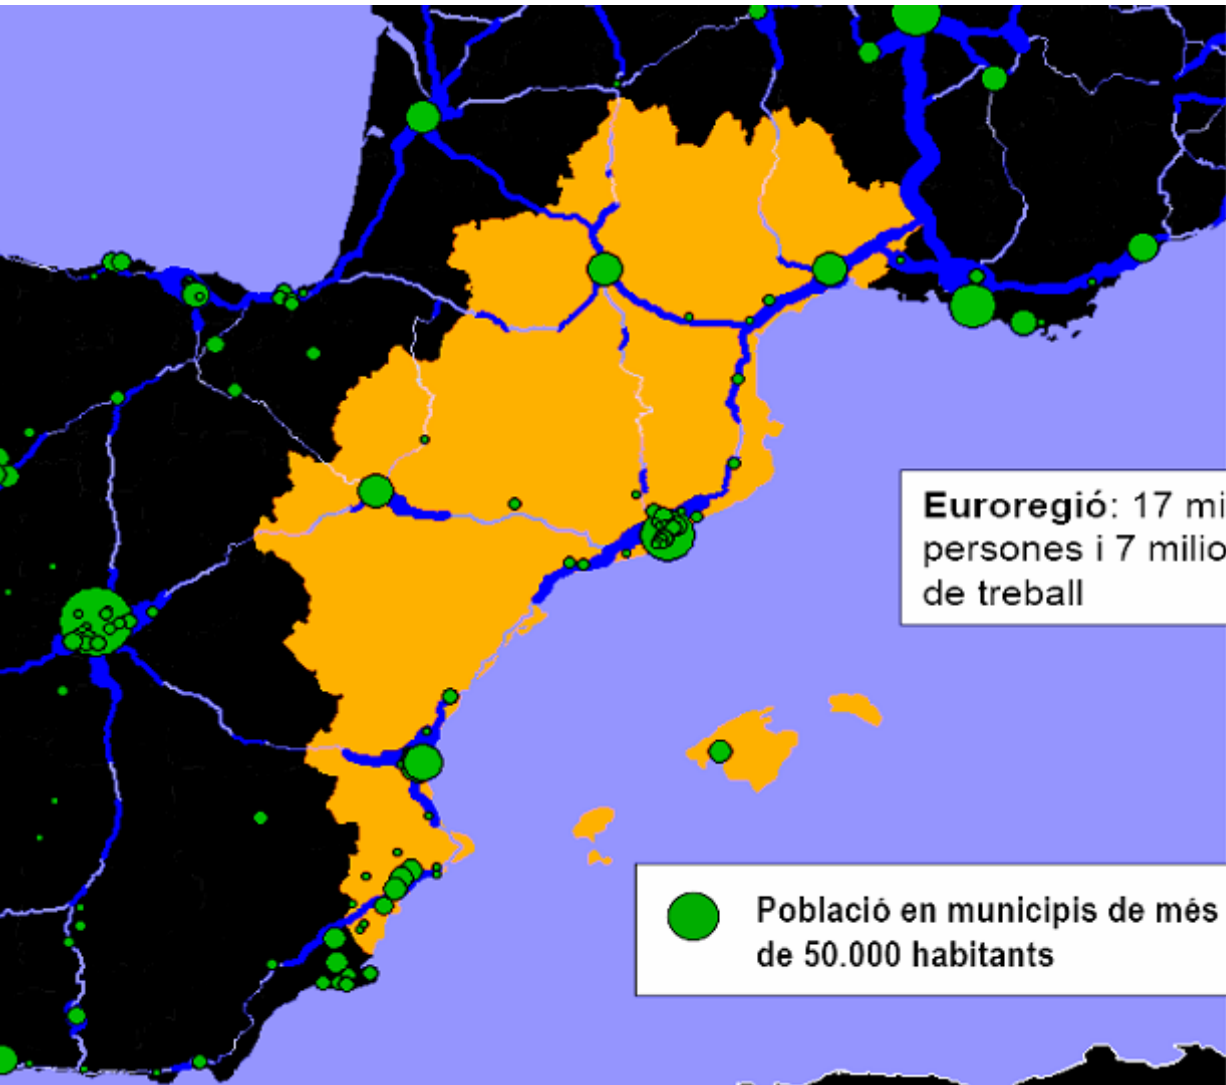 Euroregió: 17 mi
persones i 7 milio
de treball
Població en municipis de més
de 50.000 habitants